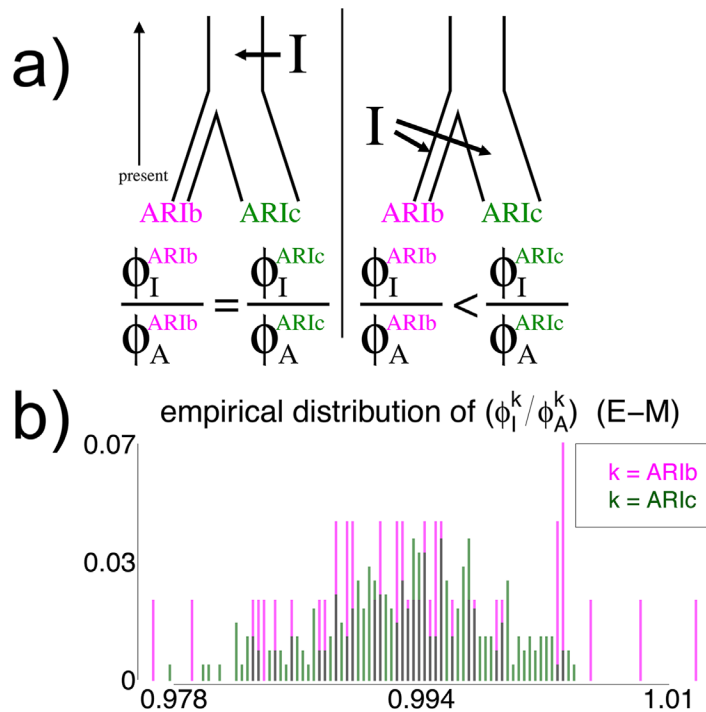 a)
I
I
present
ARIb ARIc ARIb ARIc
ϕ_I^ARIb / ϕ_A^ARIb = ϕ_I^ARIc / ϕ_A^ARIc
ϕ_I^ARIb / ϕ_A^ARIb < ϕ_I^ARIc / ϕ_A^ARIc
b)
empirical distribution of (ϕ_I^k/ϕ_A^k) (E−M)
0.07
k = ARIb
k = ARIc
0.03
0
0.978 0.994 1.01